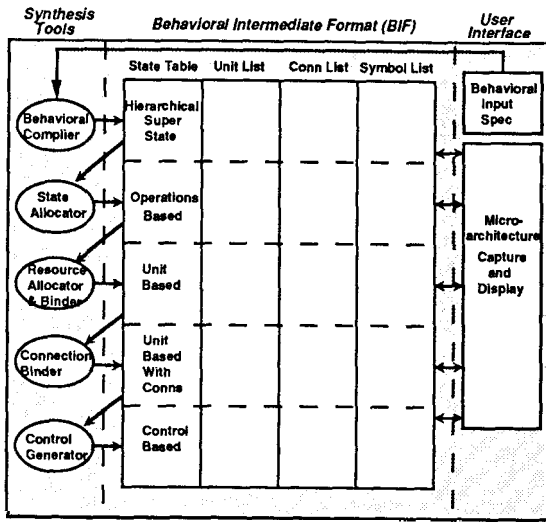 Synthesis
Tools
Behavioral Intermediate Format (BIF)
User
Interface
State Table
Unit List
Conn List
Symbol List
Behavioral
Complier
Hierarchical
Super
State
Behavioral
Input
Spec
State
Allocator
Operations
Based
Micro-
architecture
Capture
and
Display
Resource
Allocator
& Binder
Unit
Based
Connection
Binder
Unit
Based
With
Conns
Control
Generator
Control
Based